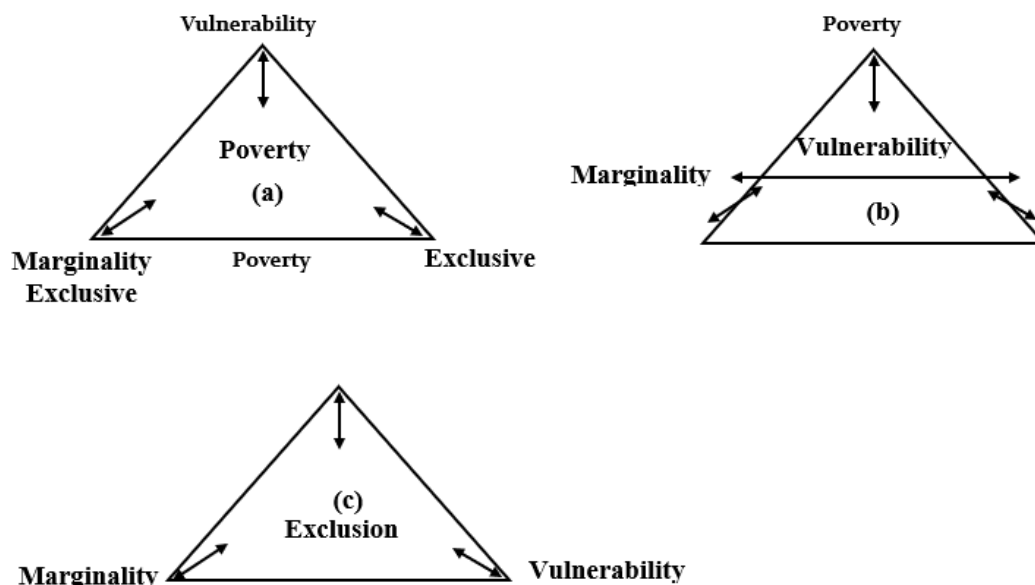 Vulnerability
Poverty
(a)
Marginality
Exclusive
Poverty
Exclusive
Poverty
Vulnerability
Marginality
(b)
(c)
Exclusion
Marginality
Vulnerability